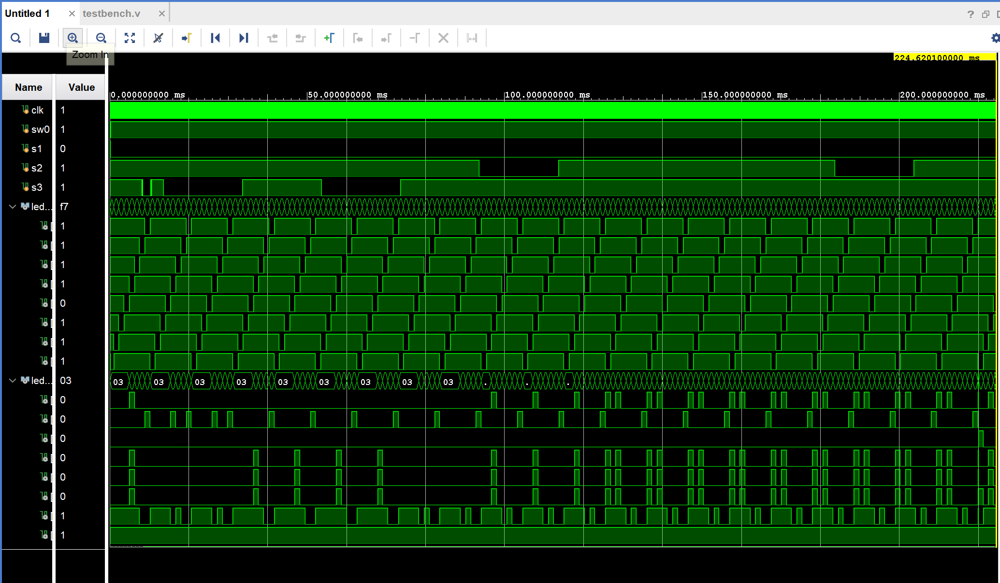 Untitled 1 × testbench.v ×
?
Zoom In
224.620100000 ms
Name Value
0.000000000 ms 50.000000000 ms 100.000000000 ms 150.000000000 ms 200.000000000 ms
clk 1
sw0 1
s1 0
s2 1
s3 1
led... f7
[ 1
[ 1
[ 1
[ 1
[ 0
[ 1
[ 1
[ 1
led... 03 03 03 03 03 03 03 03 03 03 . . .
[ 0
[ 0
[ 0
[ 0
[ 0
[ 0
[ 1
[ 1